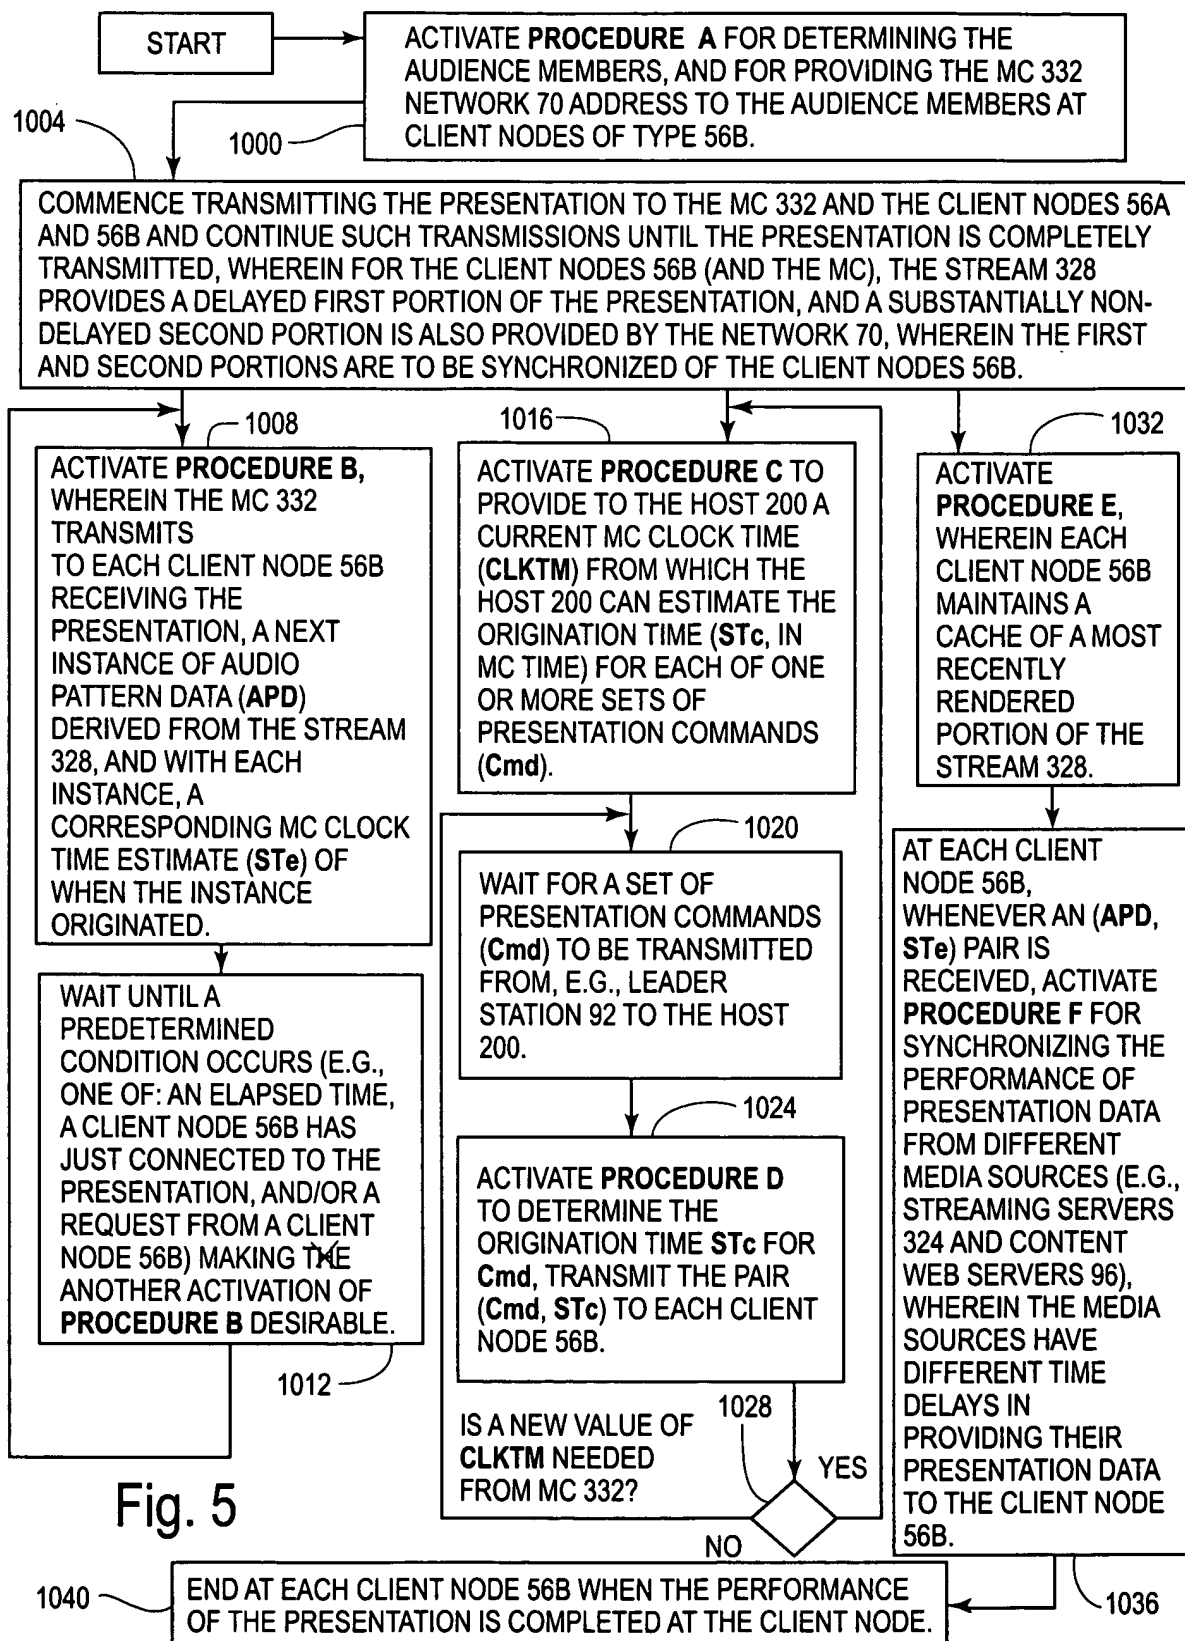 START
ACTIVATE PROCEDURE A FOR DETERMINING THE
AUDIENCE MEMBERS, AND FOR PROVIDING THE MC 332
NETWORK 70 ADDRESS TO THE AUDIENCE MEMBERS AT
CLIENT NODES OF TYPE 56B.
1004
1000
COMMENCE TRANSMITTING THE PRESENTATION TO THE MC 332 AND THE CLIENT NODES 56A
AND 56B AND CONTINUE SUCH TRANSMISSIONS UNTIL THE PRESENTATION IS COMPLETELY
TRANSMITTED, WHEREIN FOR THE CLIENT NODES 56B (AND THE MC), THE STREAM 328
PROVIDES A DELAYED FIRST PORTION OF THE PRESENTATION, AND A SUBSTANTIALLY NON-
DELAYED SECOND PORTION IS ALSO PROVIDED BY THE NETWORK 70, WHEREIN THE FIRST
AND SECOND PORTIONS ARE TO BE SYNCHRONIZED OF THE CLIENT NODES 56B.
1008
ACTIVATE PROCEDURE B,
WHEREIN THE MC 332
TRANSMITS
TO EACH CLIENT NODE 56B
RECEIVING THE
PRESENTATION, A NEXT
INSTANCE OF AUDIO
PATTERN DATA (APD)
DERIVED FROM THE STREAM
328, AND WITH EACH
INSTANCE, A
CORRESPONDING MC CLOCK
TIME ESTIMATE (STe) OF
WHEN THE INSTANCE
ORIGINATED.
WAIT UNTIL A
PREDETERMINED
CONDITION OCCURS (E.G.,
ONE OF: AN ELAPSED TIME,
A CLIENT NODE 56B HAS
JUST CONNECTED TO THE
PRESENTATION, AND/OR A
REQUEST FROM A CLIENT
NODE 56B) MAKING THE
ANOTHER ACTIVATION OF
PROCEDURE B DESIRABLE.
1012
1016
ACTIVATE PROCEDURE C TO
PROVIDE TO THE HOST 200 A
CURRENT MC CLOCK TIME
(CLKTM) FROM WHICH THE
HOST 200 CAN ESTIMATE THE
ORIGINATION TIME (STc, IN
MC TIME) FOR EACH OF ONE
OR MORE SETS OF
PRESENTATION COMMANDS
(Cmd).
1020
WAIT FOR A SET OF
PRESENTATION COMMANDS
(Cmd) TO BE TRANSMITTED
FROM, E.G., LEADER
STATION 92 TO THE HOST
200.
1024
ACTIVATE PROCEDURE D
TO DETERMINE THE
ORIGINATION TIME STc FOR
Cmd, TRANSMIT THE PAIR
(Cmd, STc) TO EACH CLIENT
NODE 56B.
IS A NEW VALUE OF
CLKTM NEEDED
FROM MC 332?
1028
YES
NO
1032
ACTIVATE
PROCEDURE E,
WHEREIN EACH
CLIENT NODE 56B
MAINTAINS A
CACHE OF A MOST
RECENTLY
RENDERED
PORTION OF THE
STREAM 328.
AT EACH CLIENT
NODE 56B,
WHENEVER AN (APD,
STe) PAIR IS
RECEIVED, ACTIVATE
PROCEDURE F FOR
SYNCHRONIZING THE
PERFORMANCE OF
PRESENTATION DATA
FROM DIFFERENT
MEDIA SOURCES (E.G.,
STREAMING SERVERS
324 AND CONTENT
WEB SERVERS 96),
WHEREIN THE MEDIA
SOURCES HAVE
DIFFERENT TIME
DELAYS IN
PROVIDING THEIR
PRESENTATION DATA
TO THE CLIENT NODE
56B.
1036
Fig. 5
1040
END AT EACH CLIENT NODE 56B WHEN THE PERFORMANCE
OF THE PRESENTATION IS COMPLETED AT THE CLIENT NODE.